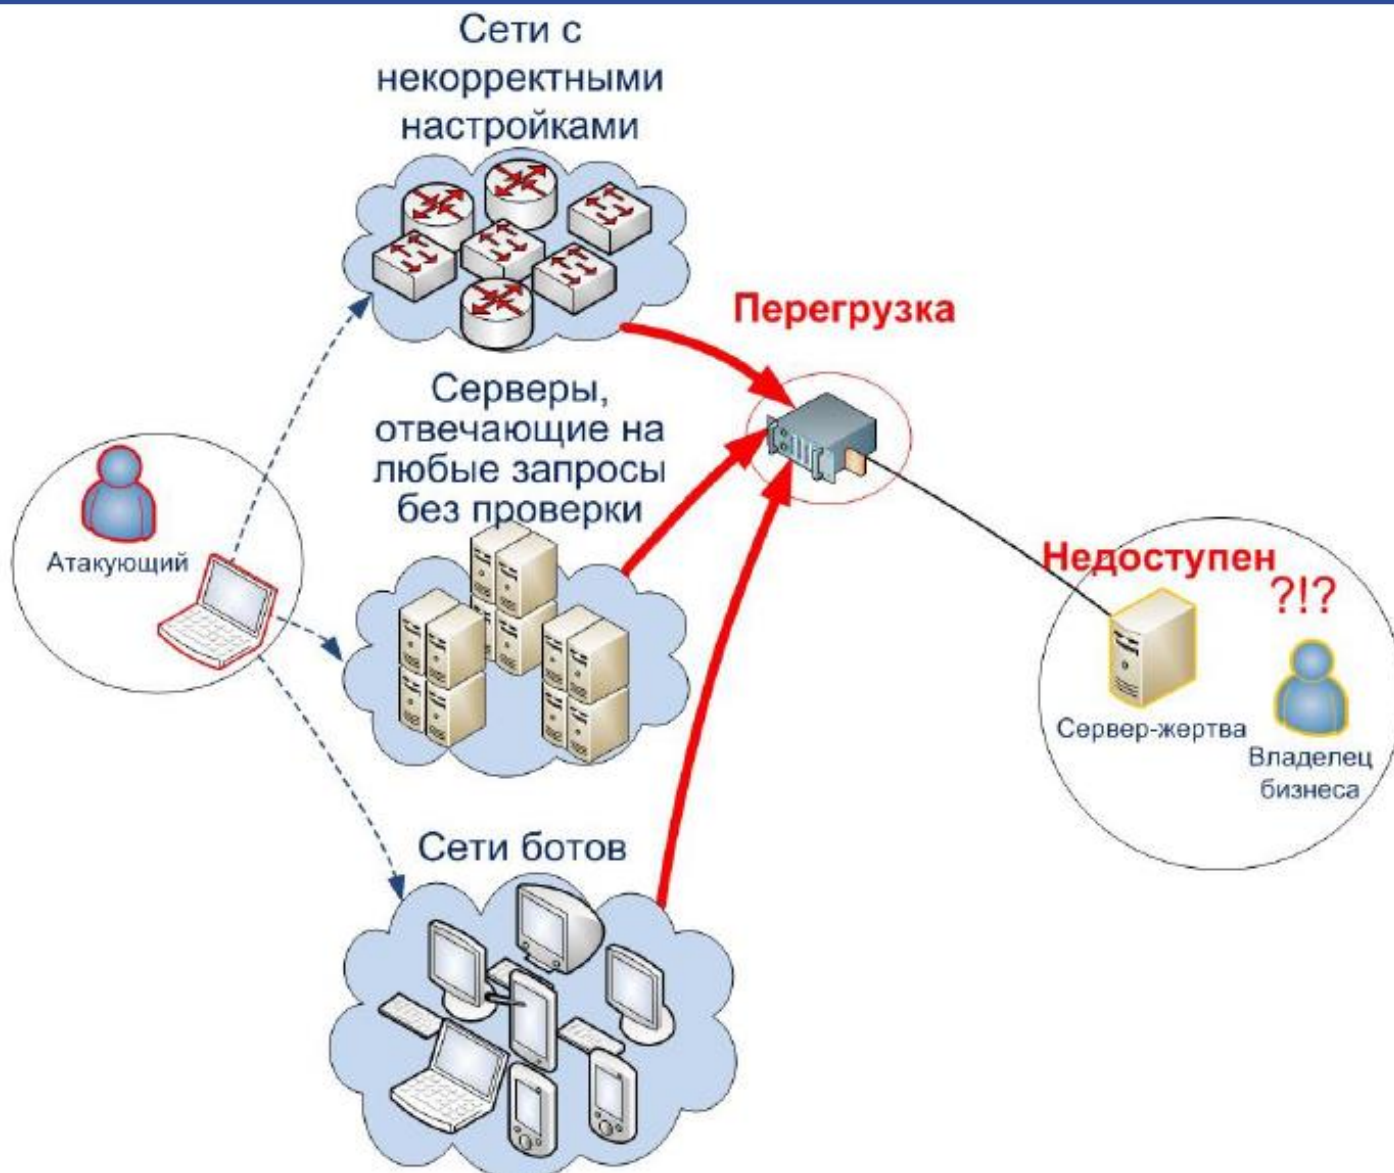 Сети с
некорректными
настройками
Перегрузка
Серверы,
отвечающие на
любые запросы
без проверки
Атакующий
Недоступен
?!?
Сервер-жертва
Владелец
бизнеса
Сети ботов